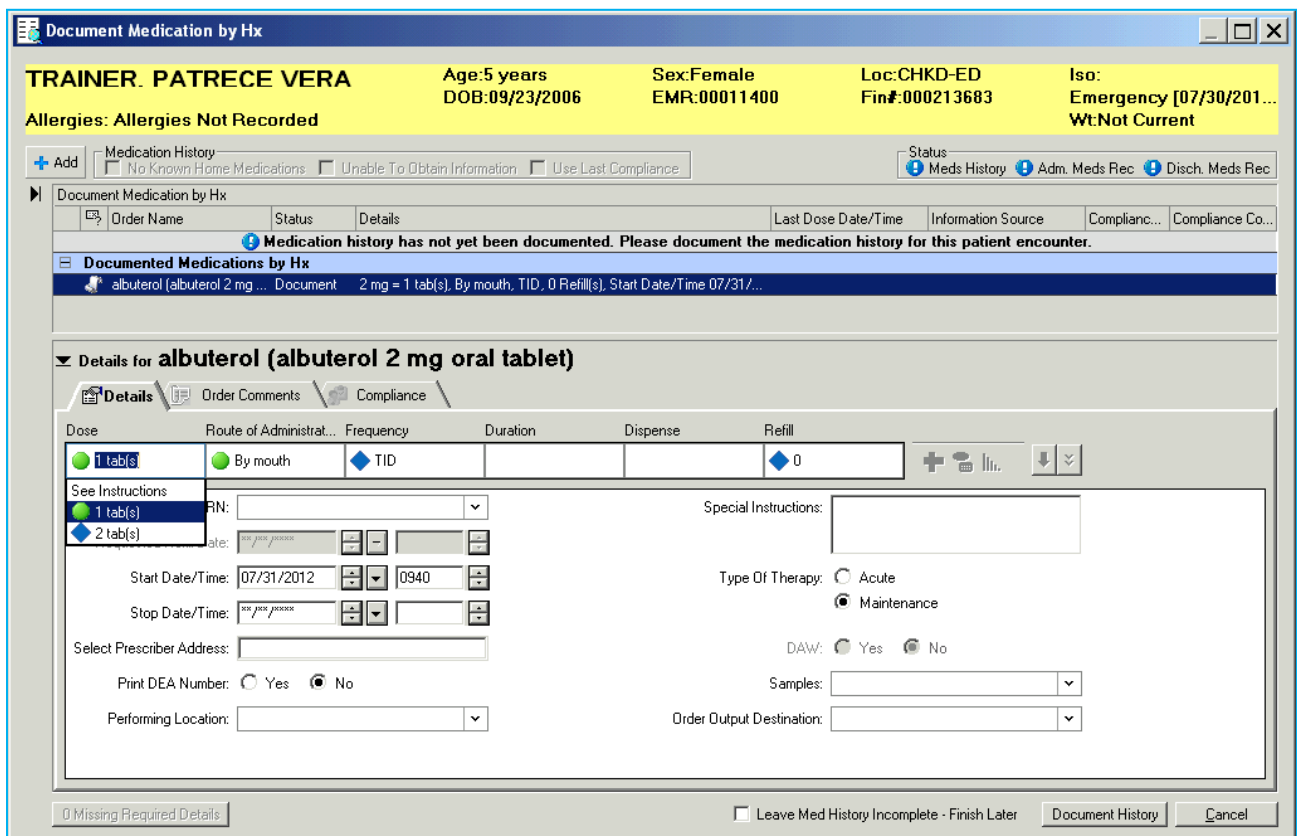 Document Medication by Hx
TRAINER. PATRECE VERA Age:5 years Sex:Female Loc:CHKD-ED Iso:
DOB:09/23/2006 EMR:00011400 Fin#:000213683 Emergency [07/30/201...
Allergies: Allergies Not Recorded Wt:Not Current
Add Medication History No Known Home Medications Unable To Obtain Information Use Last Compliance Status Meds History Adm. Meds Rec Disch. Meds Rec
Document Medication by Hx
Order Name Status Details Last Dose Date/Time Information Source Complianc... Compliance Co...
Medication history has not yet been documented. Please document the medication history for this patient encounter.
Documented Medications by Hx
albuterol (albuterol 2 mg ... Document 2 mg = 1 tab(s), By mouth, TID, 0 Refill(s), Start Date/Time 07/31/...
Details for albuterol (albuterol 2 mg oral tablet)
Details Order Comments Compliance
Dose Route of Administrat... Frequency Duration Dispense Refill
1 tab(s) By mouth TID 0
See Instructions
1 tab(s) RN: Special Instructions:
2 tab(s) ate: **/**/****
Start Date/Time: 07/31/2012 0940 Type Of Therapy: Acute
Maintenance
Stop Date/Time: **/**/****
Select Prescriber Address: DAW: Yes No
Print DEA Number: Yes No Samples:
Performing Location: Order Output Destination:
0 Missing Required Details Leave Med History Incomplete - Finish Later Document History Cancel